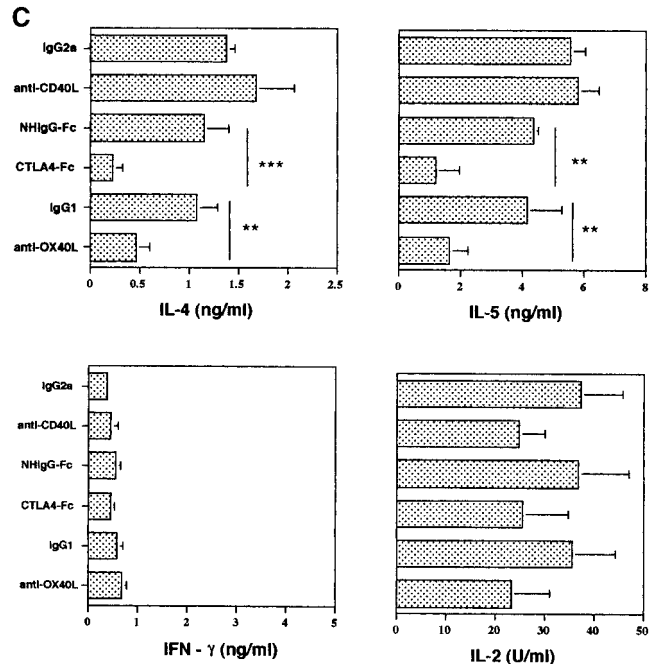 C
IgG2a
anti-CD40L
NHIgG-Fc
CTLA4-Fc
IgG1
anti-OX40L
***
**
0 0.5 1 1.5 2 2.5
IL-4 (ng/ml)
**
**
0 2 4 6 8
IL-5 (ng/ml)
IgG2a
anti-CD40L
NHIgG-Fc
CTLA4-Fc
IgG1
anti-OX40L
0 1 2 3 4 5
IFN - γ (ng/ml)
0 10 20 30 40 50
IL-2 (U/ml)